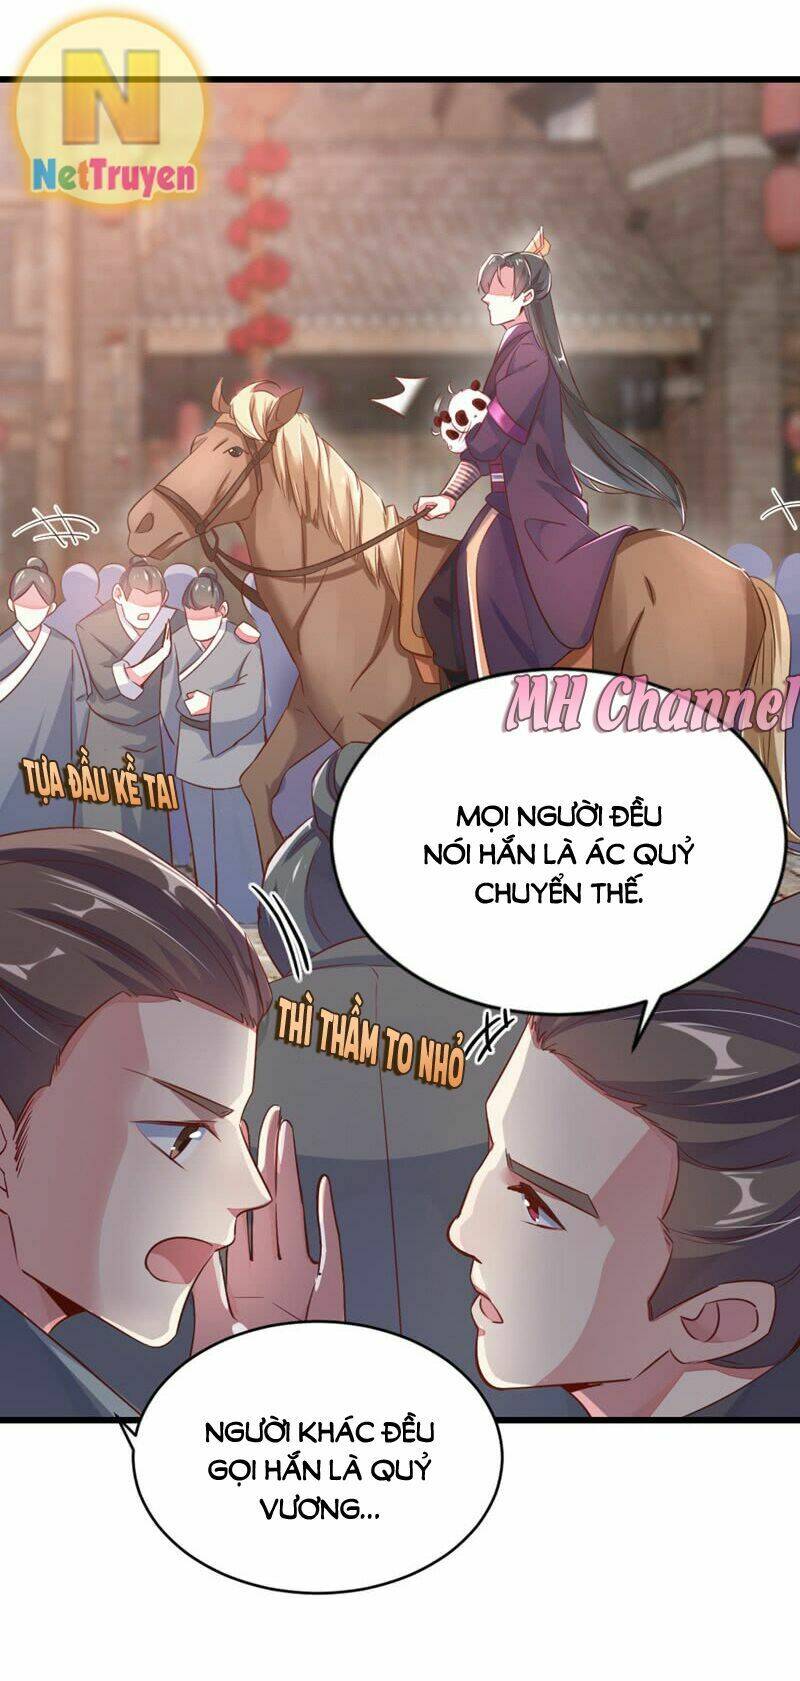 N
NetTruyen
MH Channel
TỰA ĐẦU KỀ TAI
MỌI NGƯỜI ĐỀU
NÓI HẮN LÀ ÁC QUỶ
CHUYỂN THẾ.
THÌ THẦM TO NHỎ
NGƯỜI KHÁC ĐỀU
GỌI HẮN LÀ QUỶ
VƯƠNG...